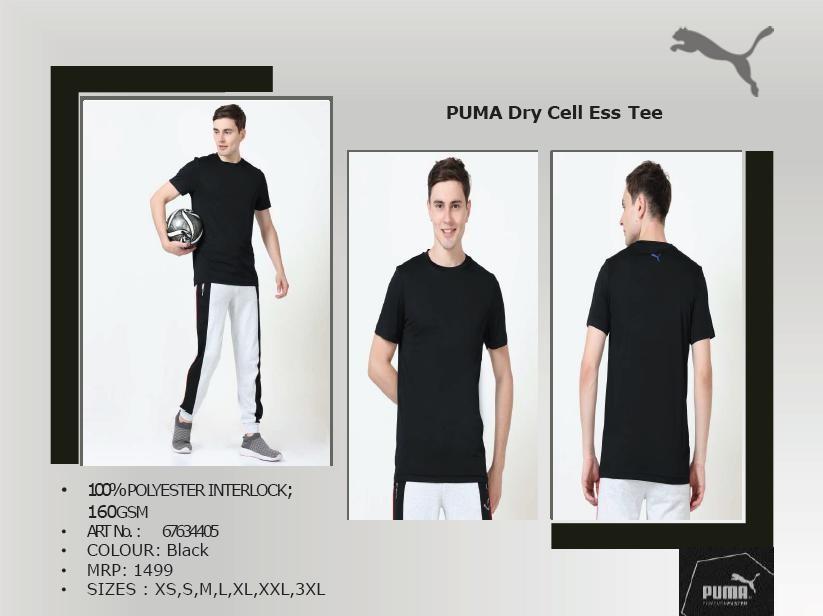 PUMA Dry Cell Ess Tee
• 100% POLYESTER INTERLOCK;
160GSM
• ART No. : 67634405
• COLOUR: Black
• MRP: 1499
• SIZES : XS,S,M,L,XL,XXL,3XL
PUMA